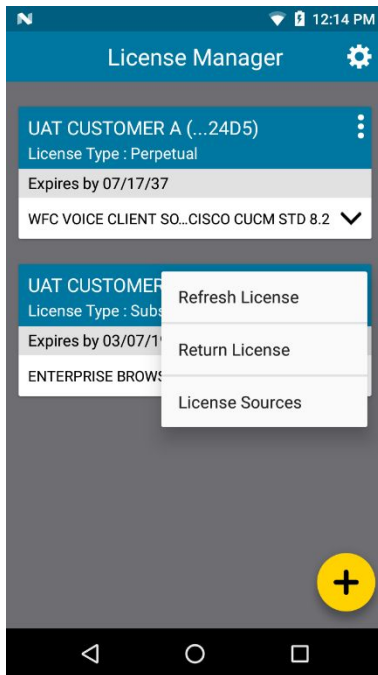 12:14 PM
License Manager
UAT CUSTOMER A (...24D5)
License Type : Perpetual
Expires by 07/17/37
WFC VOICE CLIENT SO...CISCO CUCM STD 8.2
UAT CUSTOMER
License Type : Subs
Expires by 03/07/1
ENTERPRISE BROWS
Refresh License
Return License
License Sources